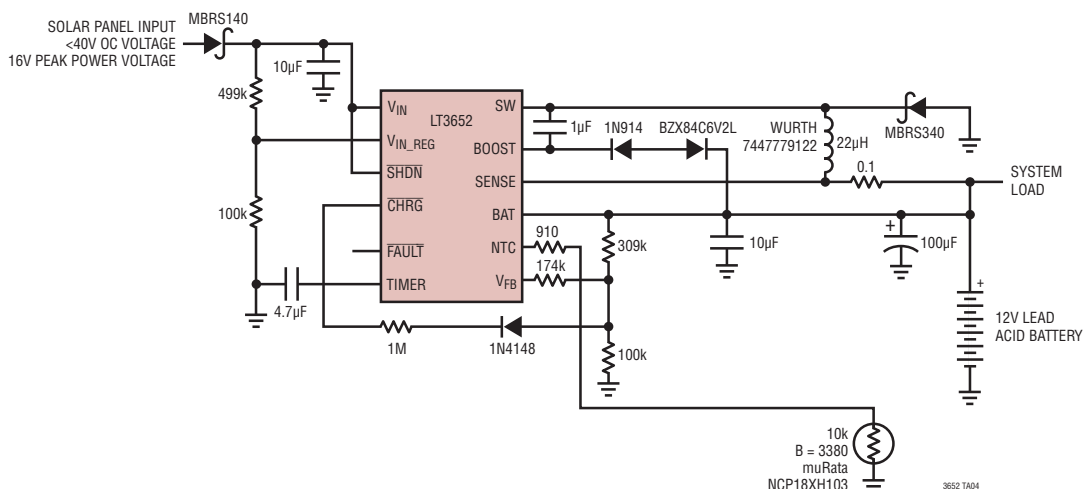 SOLAR PANEL INPUT
<40V OC VOLTAGE
16V PEAK POWER VOLTAGE
MBRS140
10µF
499k
100k
4.7µF
LT3652
VIN
VIN_REG
SHDN
CHRG
FAULT
TIMER
SW
BOOST
SENSE
BAT
NTC
VFB
1µF
1N914
BZX84C6V2L
WURTH
7447779122
22µH
MBRS340
0.1
SYSTEM
LOAD
910
174k
309k
10µF
+
100µF
+
12V LEAD
ACID BATTERY
1M
1N4148
100k
10k
B = 3380
muRata
NCP18XH103
3652 TA04